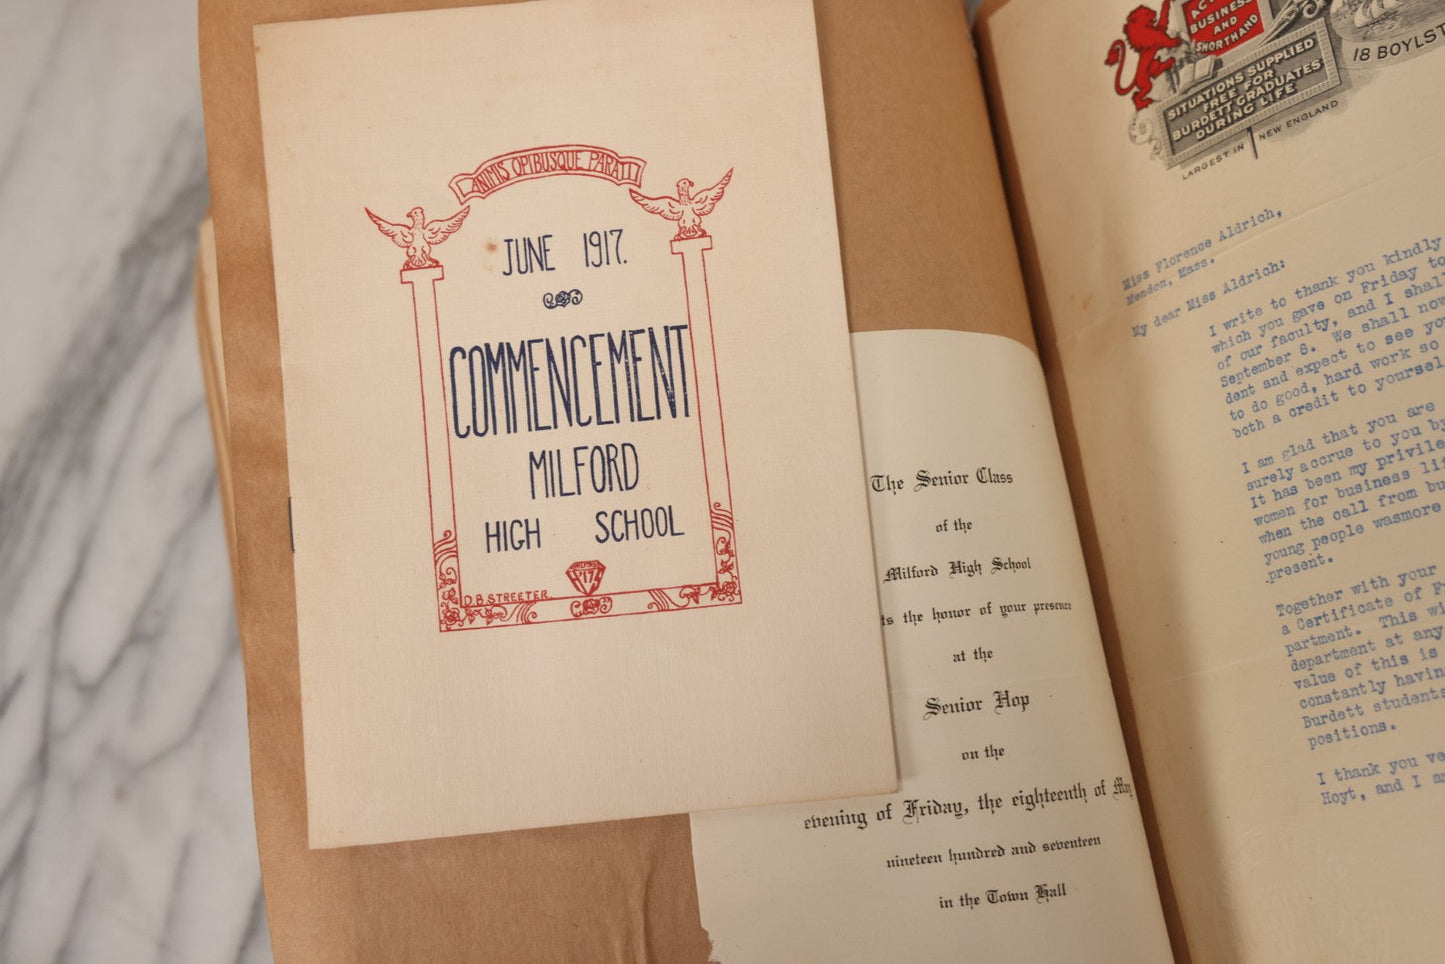 ANIMIS OPIBUSQUE PARATI
JUNE 1917.
COMMENCEMENT
MILFORD
HIGH SCHOOL
'17
D.B. STREETER.
The Senior Class
of the
Milford High School
ts the honor of your presence
at the
Senior Hop
on the
evening of Friday, the eighteenth of May
nineteen hundred and seventeen
in the Town Hall
BUSINESS
AND
SHORTHAND
SITUATIONS SUPPLIED
FREE FOR
BURDETT GRADUATES
DURING LIFE
18 BOYLST
LARGEST IN NEW ENGLAND
Miss Florence Aldrich,
Mendon, Mass.
My dear Miss Aldrich:
I write to thank you kindly
which you gave on Friday to
of our faculty, and I shal
September 6. We shall now
dent and expect to see yo
to do good, hard work so
both a credit to yoursel
I am glad that you are
surely accrue to you by
It has been my privile
women for business lif
when the call from bu
young people wasmore
present.
Together with your
a Certificate of F
partment. This wi
department at any
value of this is
constantly havin
Burdett students
positions.
I thank you ve
Hoyt, and I a